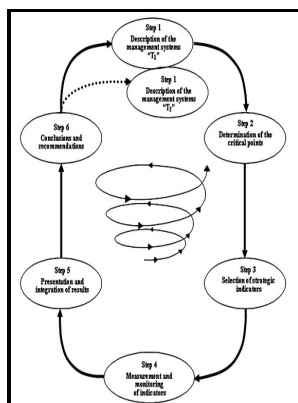 Step 1
Description of the
management systems
"T₁"
Step 1
Description of the
management systems
"T₂"
Step 2
Determination of the
critical points
Step 3
Selection of strategic
indicators
Step 4
Measurement and
monitoring
of indicators
Step 5
Presentation and
integration of results
Step 6
Conclusions and
recommendations